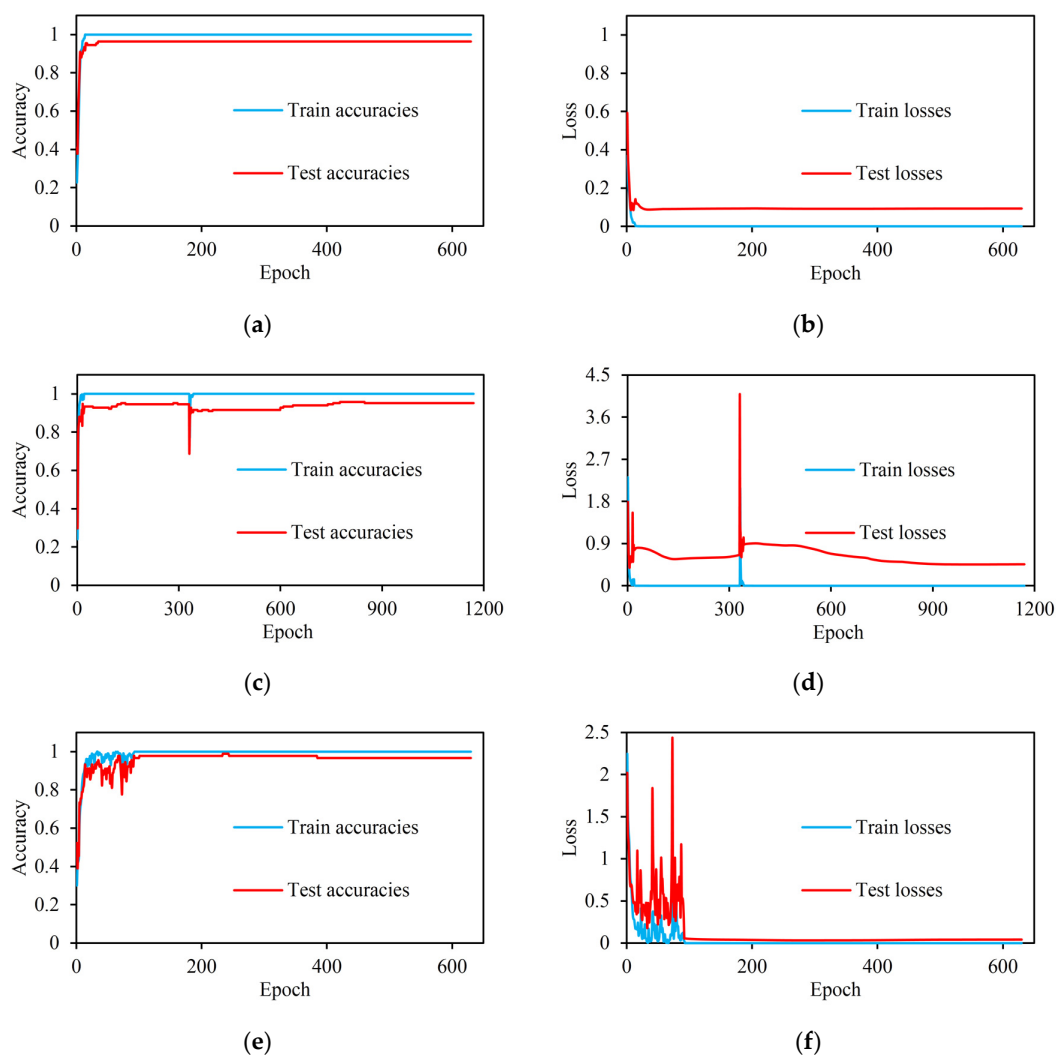 Accuracy
1
0.8
0.6
0.4
0.2
0
0 200 400 600
Epoch
Train accuracies
Test accuracies
(a)
Loss
1
0.8
0.6
0.4
0.2
0
0 200 400 600
Epoch
Train losses
Test losses
(b)
Accuracy
1
0.8
0.6
0.4
0.2
0
0 300 600 900 1200
Epoch
Train accuracies
Test accuracies
(c)
Loss
4.5
3.6
2.7
1.8
0.9
0
0 300 600 900 1200
Epoch
Train losses
Test losses
(d)
Accuracy
1
0.8
0.6
0.4
0.2
0
0 200 400 600
Epoch
Train accuracies
Test accuracies
(e)
Loss
2.5
2
1.5
1
0.5
0
0 200 400 600
Epoch
Train losses
Test losses
(f)